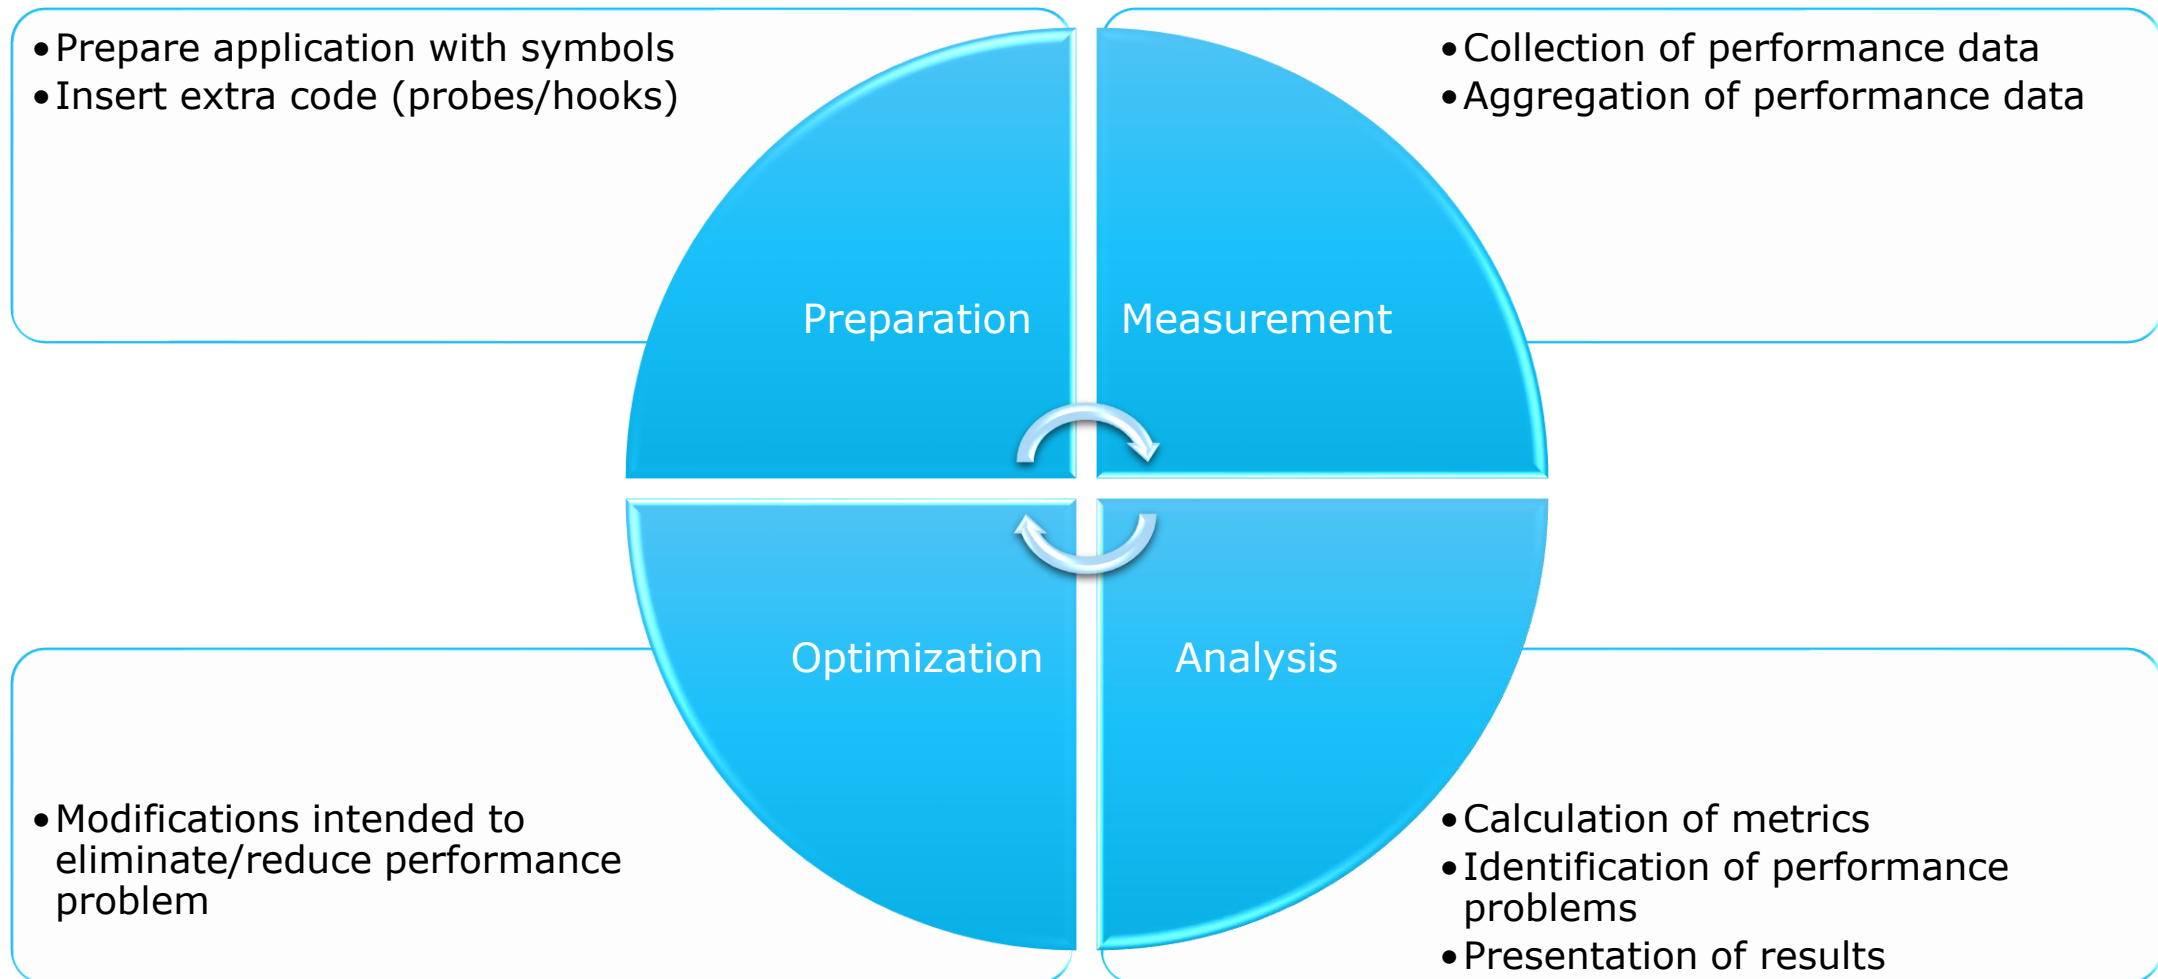 •Prepare application with symbols
•Insert extra code (probes/hooks)
•Collection of performance data
•Aggregation of performance data
Preparation
Measurement
Optimization
Analysis
•Modifications intended to
eliminate/reduce performance
problem
•Calculation of metrics
•Identification of performance
problems
•Presentation of results